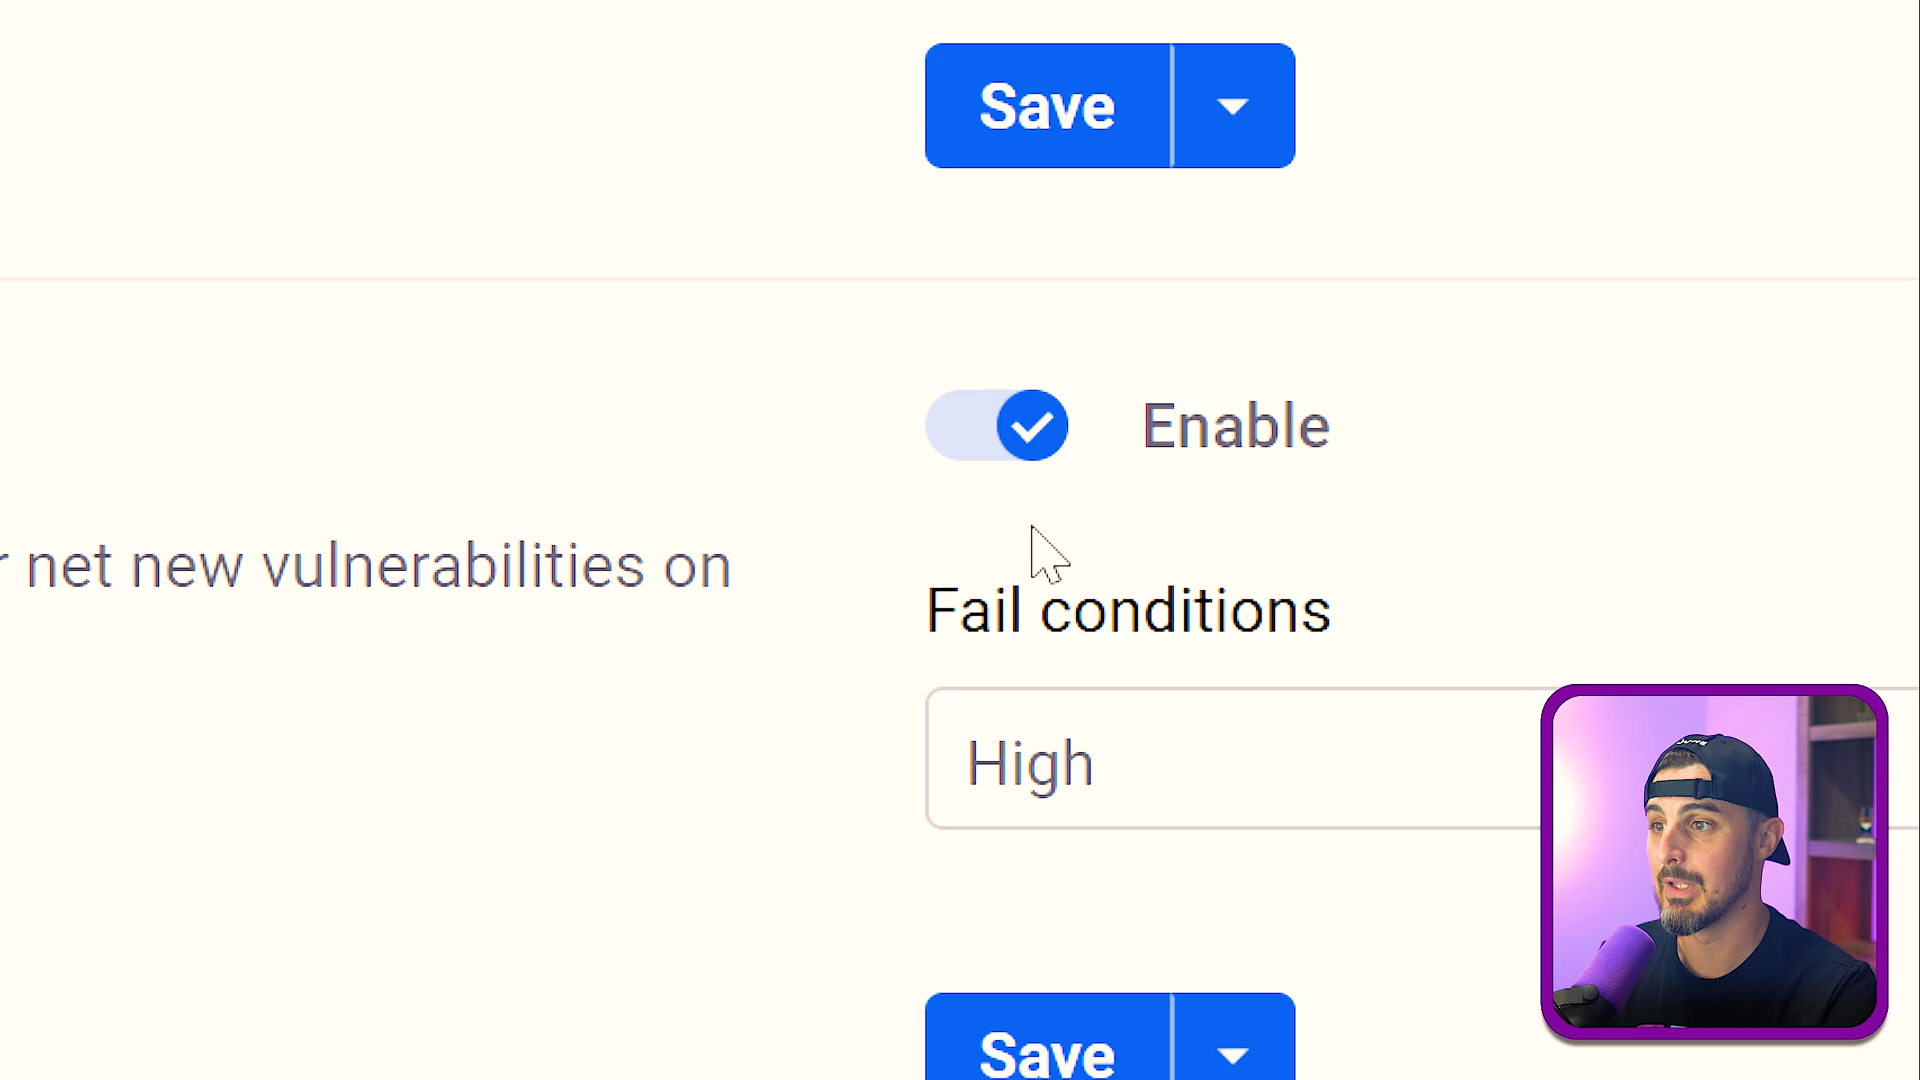 Save
Enable
net new vulnerabilities on
Fail conditions
High
Save